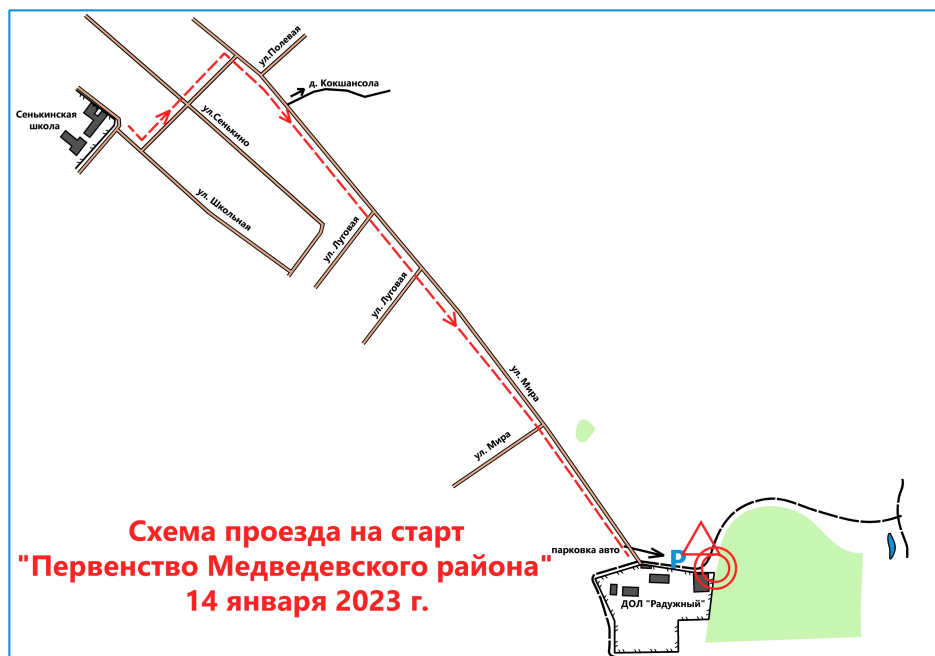 ул.Полевая
д. Кокшансола
Сенькинская
школа
ул.Сенькино
ул. Школьная
ул. Луговая
ул. Луговая
ул. Мира
ул. Мира
Схема проезда на старт
"Первенство Медведевского района"
14 января 2023 г.
парковка авто
P
ДОЛ "Радужный"